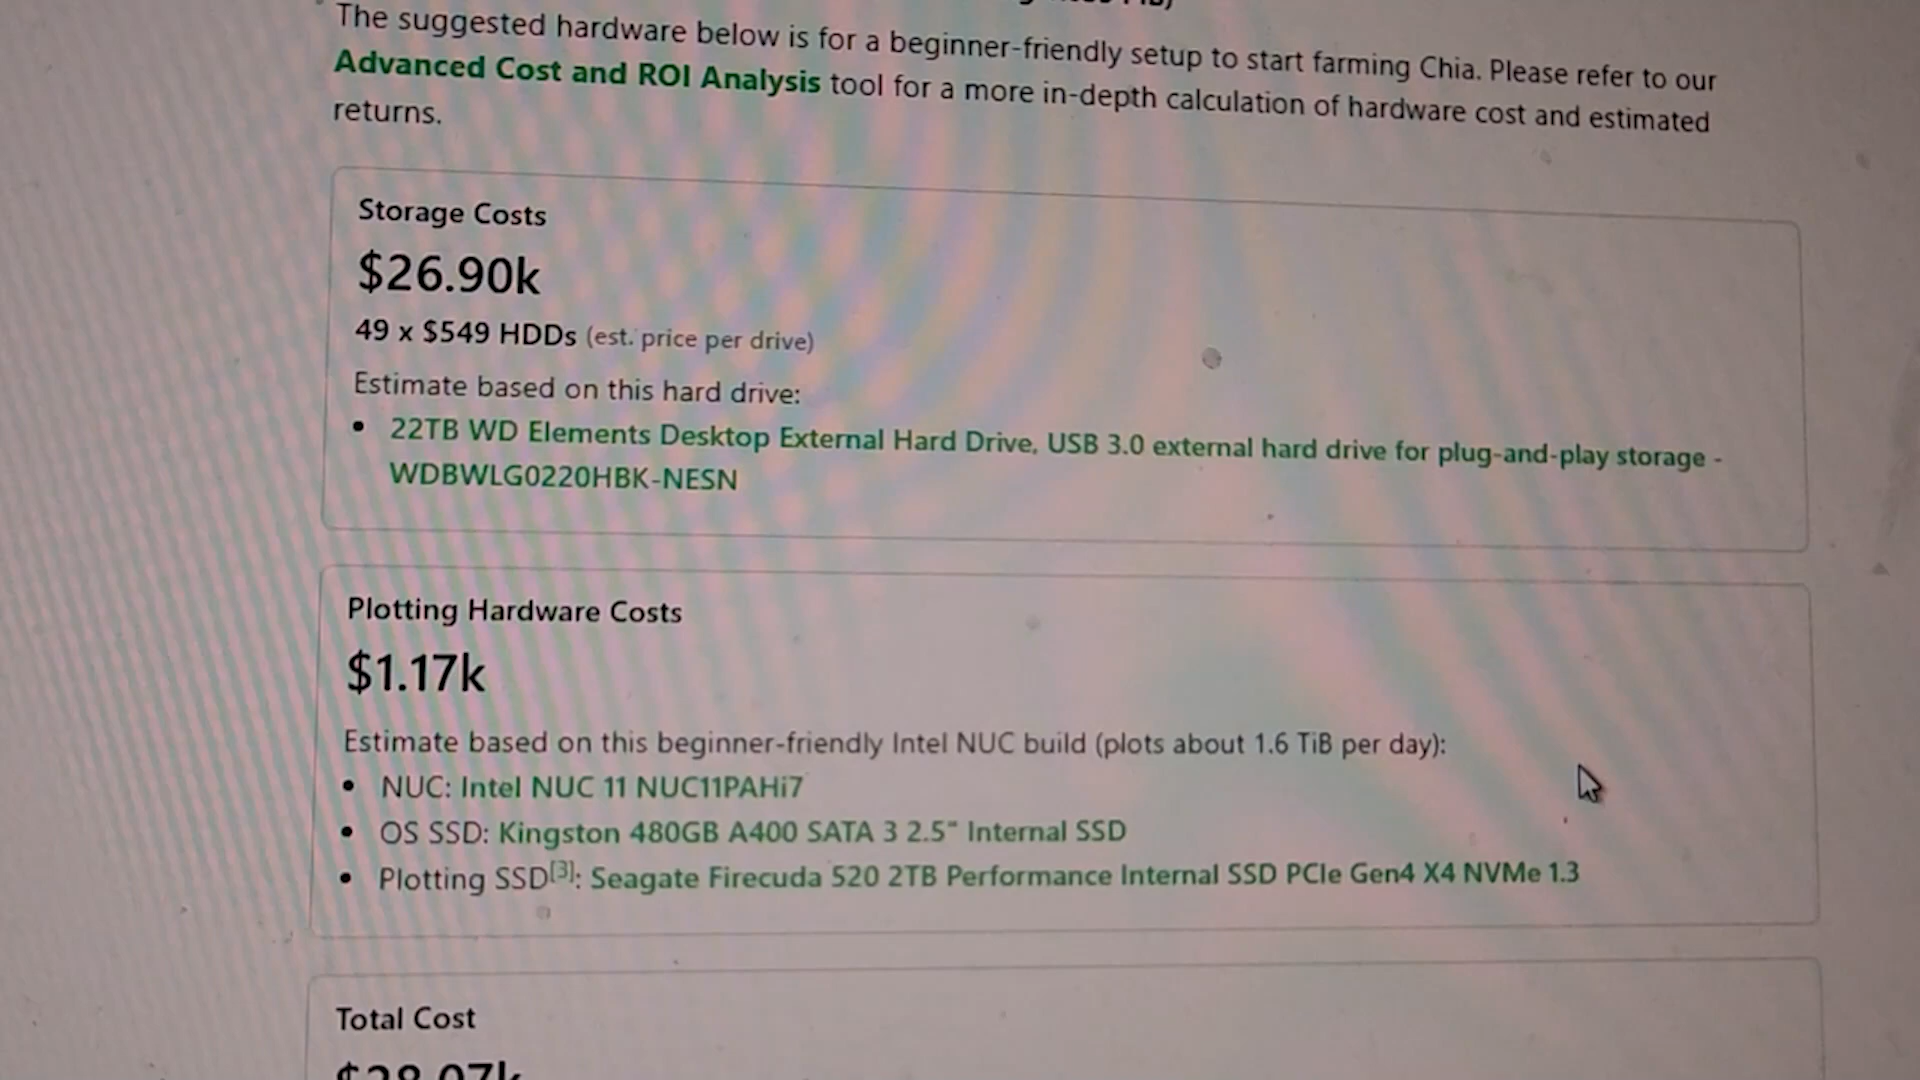 The suggested hardware below is for a beginner-friendly setup to start farming Chia. Please refer to our
Advanced Cost and ROI Analysis tool for a more in-depth calculation of hardware cost and estimated
returns.
Storage Costs
$26.90k
49 x $549 HDDs (est. price per drive)
Estimate based on this hard drive:
• 22TB WD Elements Desktop External Hard Drive, USB 3.0 external hard drive for plug-and-play storage -
WDBWLG0220HBK-NESN
Plotting Hardware Costs
$1.17k
Estimate based on this beginner-friendly Intel NUC build (plots about 1.6 TiB per day):
• NUC: Intel NUC 11 NUC11PAHi7
• OS SSD: Kingston 480GB A400 SATA 3 2.5" Internal SSD
• Plotting SSD[3]: Seagate Firecuda 520 2TB Performance Internal SSD PCIe Gen4 X4 NVMe 1.3
Total Cost
$28.07k